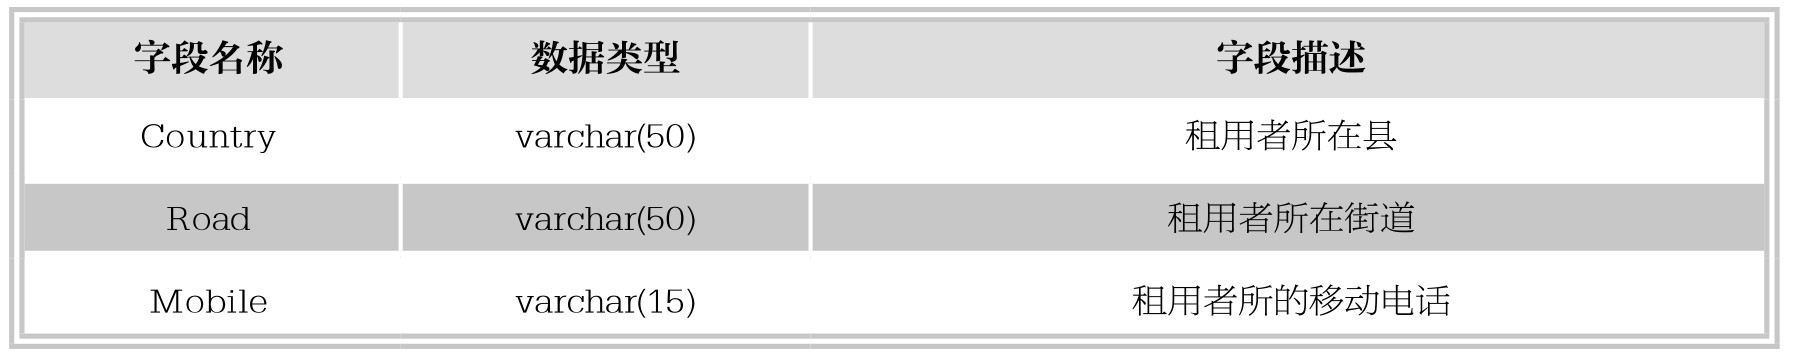 字段名称 数据类型 字段描述
Country varchar(50) 租用者所在县
Road varchar(50) 租用者所在街道
Mobile varchar(15) 租用者所的移动电话